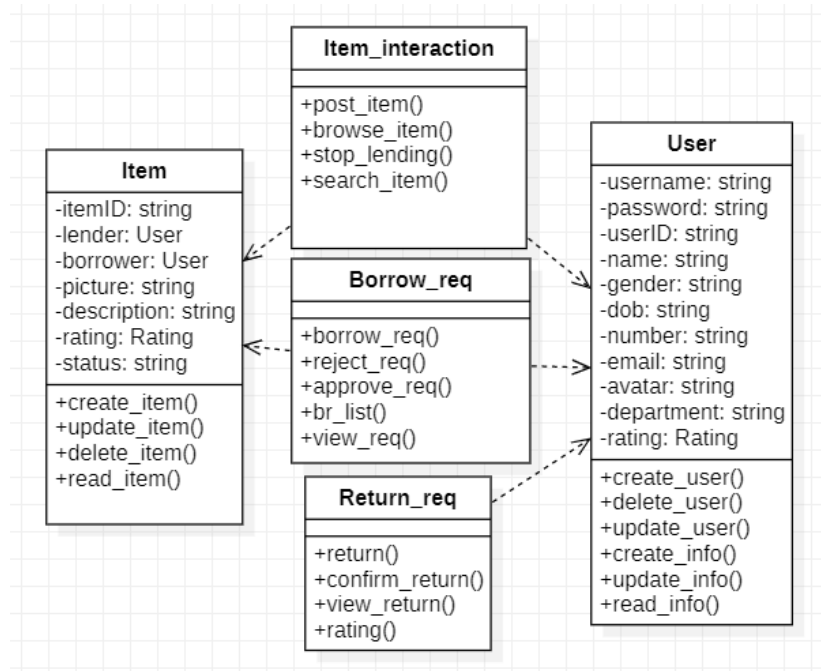 Item_interaction
+post_item()
+browse_item()
+stop_lending()
+search_item()
Item
-itemID: string
-lender: User
-borrower: User
-picture: string
-description: string
-rating: Rating
-status: string
+create_item()
+update_item()
+delete_item()
+read_item()
Borrow_req
+borrow_req()
+reject_req()
+approve_req()
+br_list()
+view_req()
Return_req
+return()
+confirm_return()
+view_return()
+rating()
User
-username: string
-password: string
-userID: string
-name: string
-gender: string
-dob: string
-number: string
-email: string
-avatar: string
-department: string
-rating: Rating
+create_user()
+delete_user()
+update_user()
+create_info()
+update_info()
+read_info()